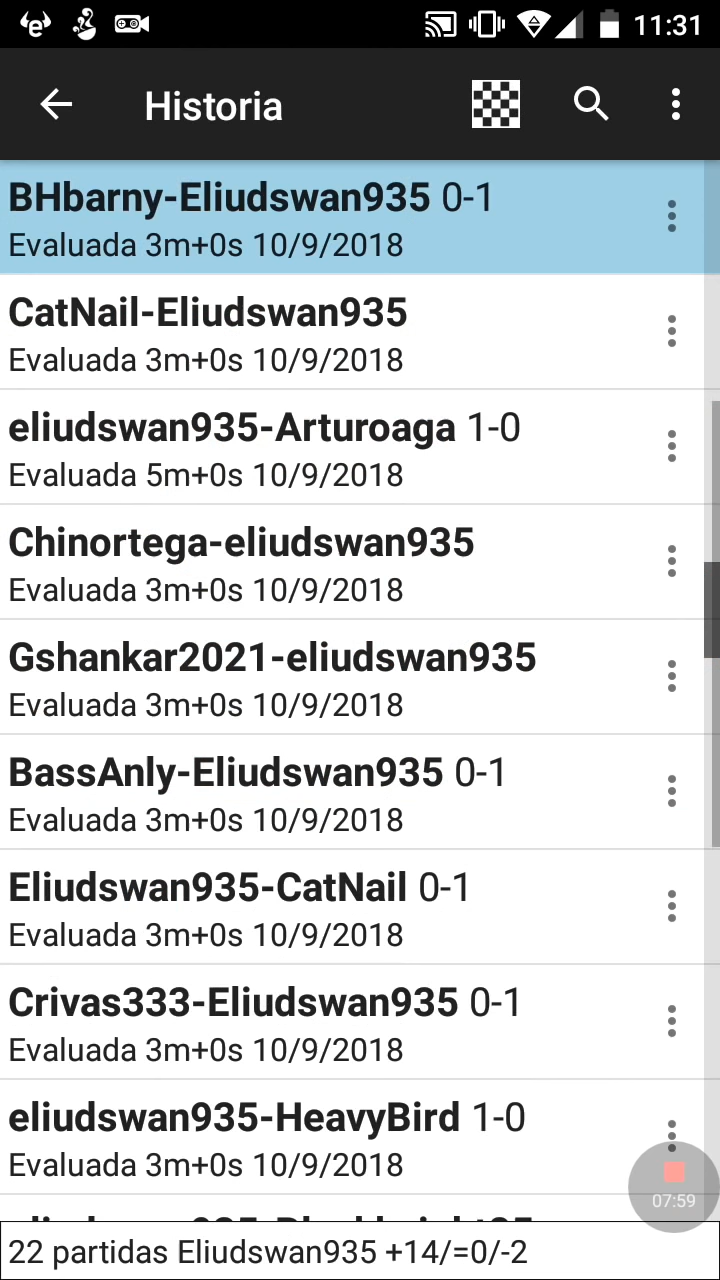 11:31
Historia
BHbarny-Eliudswan935 0-1
Evaluada 3m+0s 10/9/2018
CatNail-Eliudswan935
Evaluada 3m+0s 10/9/2018
eliudswan935-Arturoaga 1-0
Evaluada 5m+0s 10/9/2018
Chinortega-eliudswan935
Evaluada 3m+0s 10/9/2018
Gshankar2021-eliudswan935
Evaluada 3m+0s 10/9/2018
BassAnly-Eliudswan935 0-1
Evaluada 3m+0s 10/9/2018
Eliudswan935-CatNail 0-1
Evaluada 3m+0s 10/9/2018
Crivas333-Eliudswan935 0-1
Evaluada 3m+0s 10/9/2018
eliudswan935-HeavyBird 1-0
Evaluada 3m+0s 10/9/2018
07:59
22 partidas Eliudswan935 +14/=0/-2